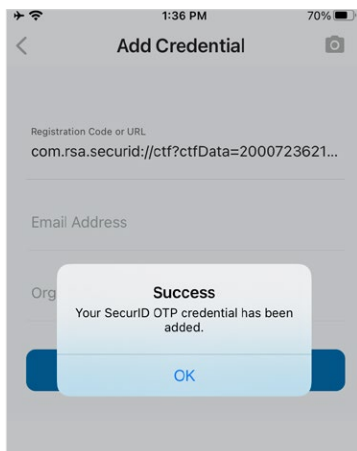 1:36 PM 70%
Add Credential
Registration Code or URL
com.rsa.securid://ctf?ctfData=2000723621...
Email Address
Org
Success
Your SecurID OTP credential has been
added.
OK